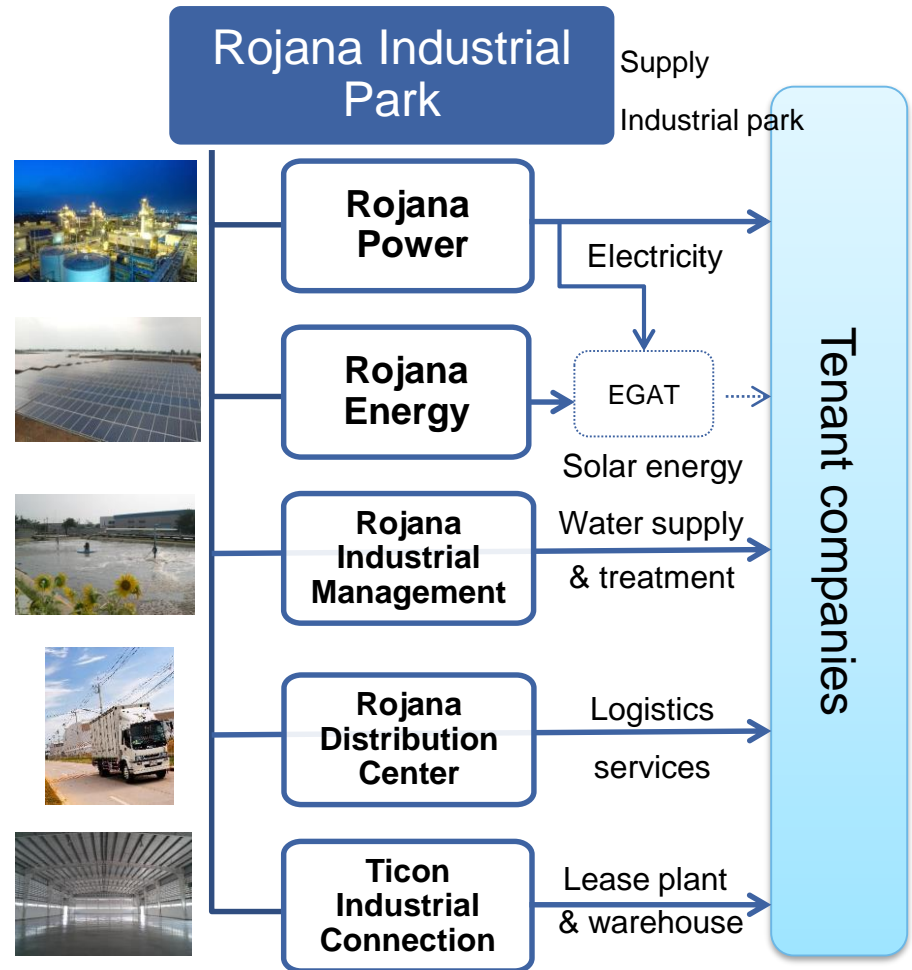 Rojana Industrial
Park
Supply
Industrial park
Rojana
Power
Electricity
Rojana
Energy
EGAT
Solar energy
Rojana
Industrial
Management
Water supply
& treatment
Rojana
Distribution
Center
Logistics
services
Ticon
Industrial
Connection
Lease plant
& warehouse
Tenant companies